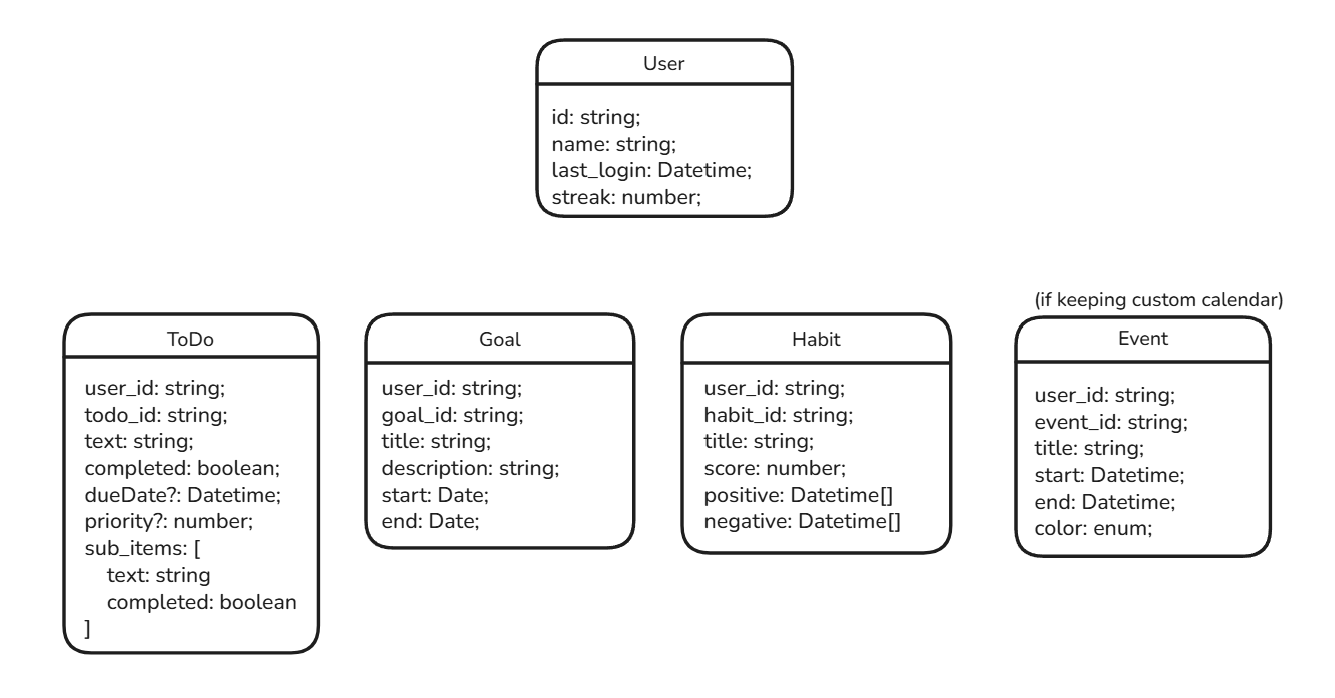 User
id: string;
name: string;
last_login: Datetime;
streak: number;
(if keeping custom calendar)
ToDo
user_id: string;
todo_id: string;
text: string;
completed: boolean;
dueDate?: Datetime;
priority?: number;
sub_items: [
text: string
completed: boolean
]
Goal
user_id: string;
goal_id: string;
title: string;
description: string;
start: Date;
end: Date;
Habit
user_id: string;
habit_id: string;
title: string;
score: number;
positive: Datetime[]
negative: Datetime[]
Event
user_id: string;
event_id: string;
title: string;
start: Datetime;
end: Datetime;
color: enum;